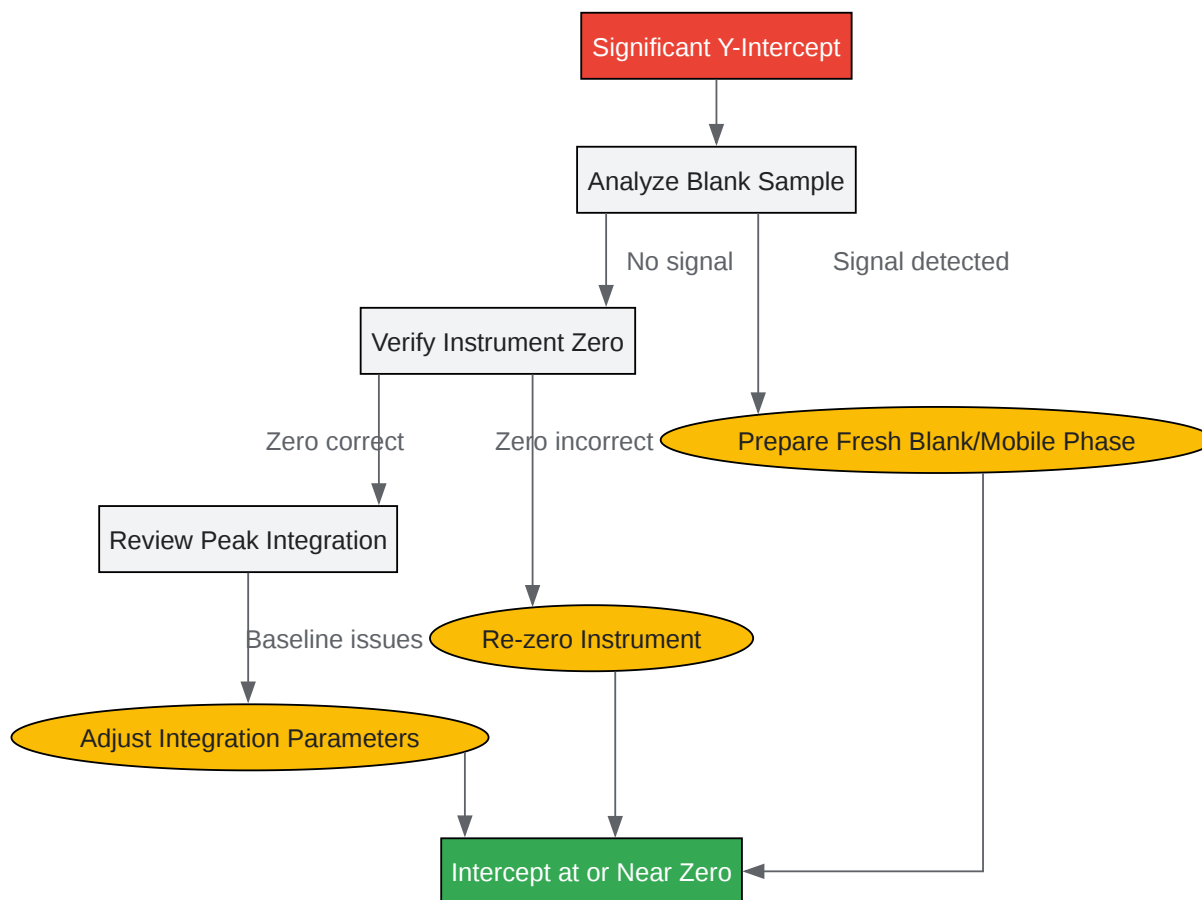 Significant Y-Intercept
Analyze Blank Sample
No signal
Signal detected
Verify Instrument Zero
Zero correct
Zero incorrect
Prepare Fresh Blank/Mobile Phase
Review Peak Integration
Baseline issues
Re-zero Instrument
Adjust Integration Parameters
Intercept at or Near Zero